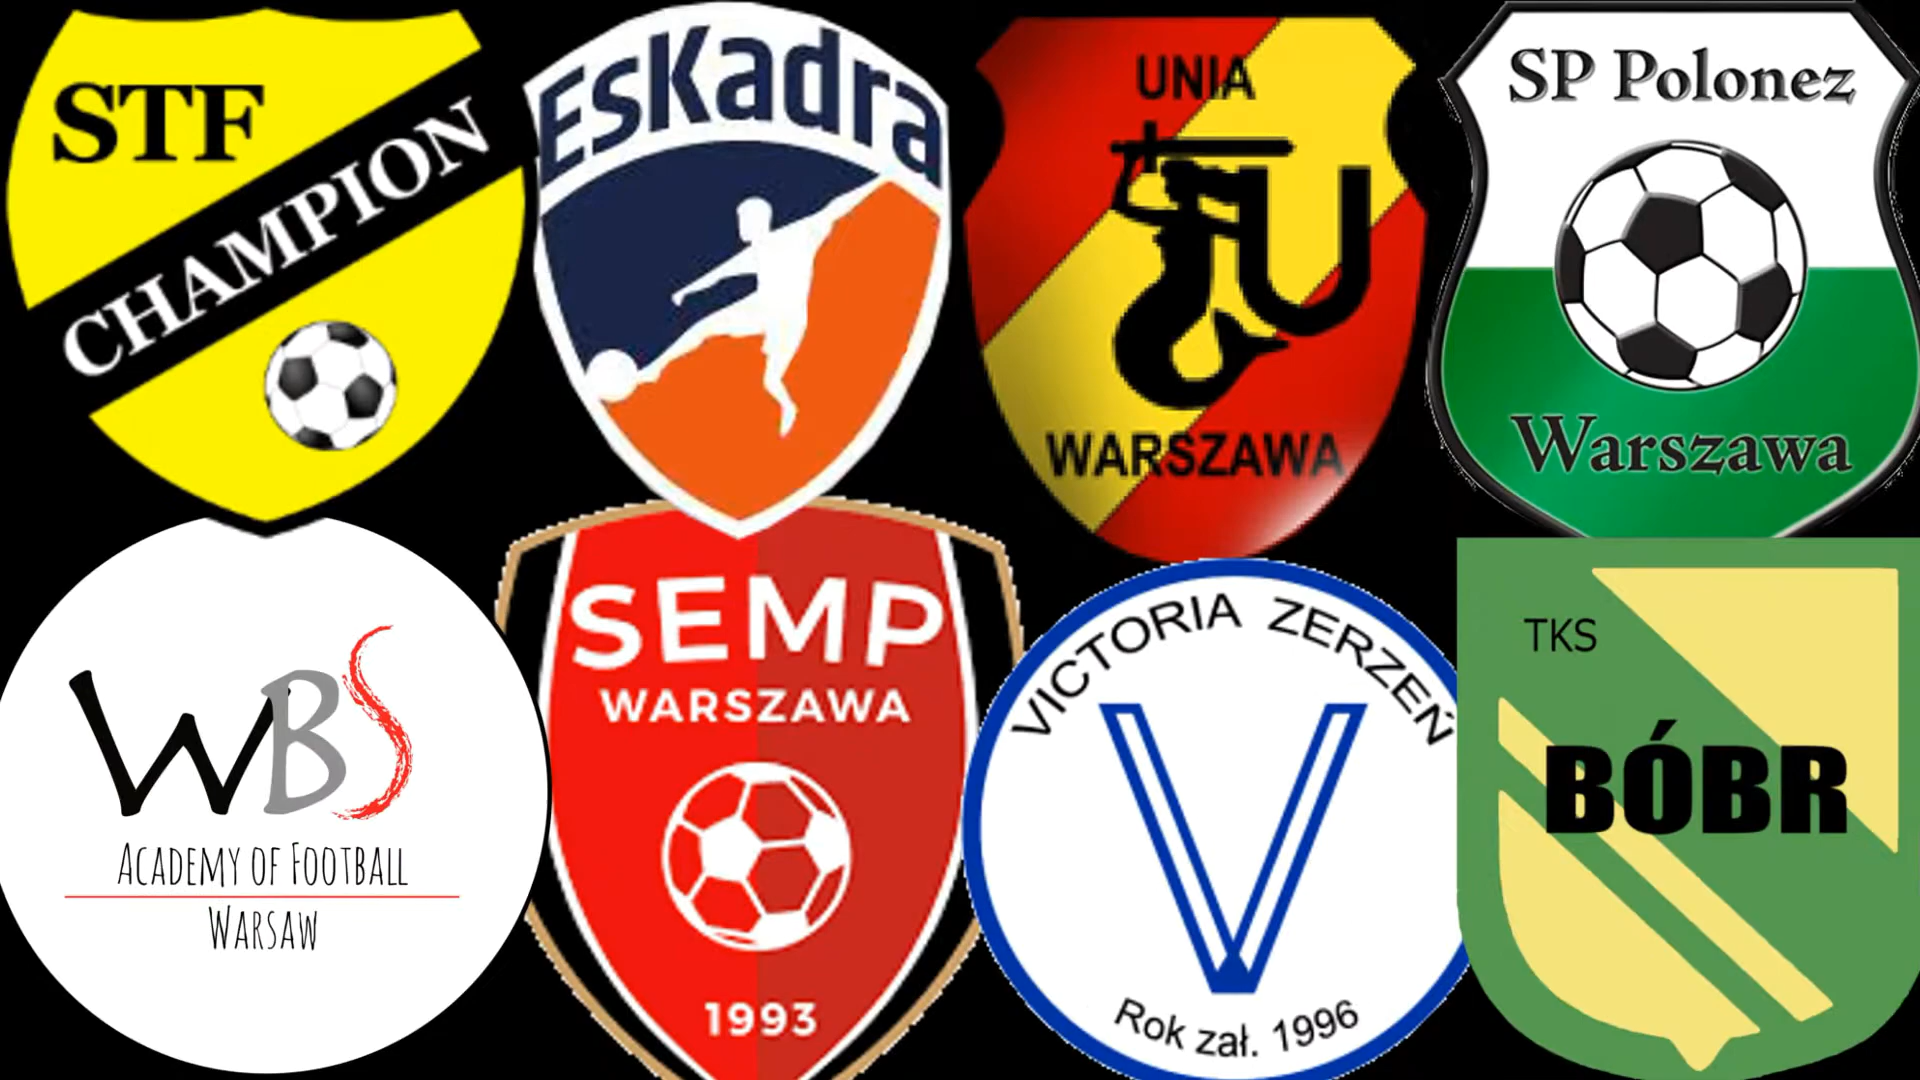 STF
CHAMPION
EsKadra
UNIA
U
WARSZAWA
SP Polonez
Warszawa
WBS
ACADEMY OF FOOTBALL
WARSAW
SEMP
WARSZAWA
1993
VICTORIA ZERZEŃ
V
Rok zał. 1996
TKS
BÓBR